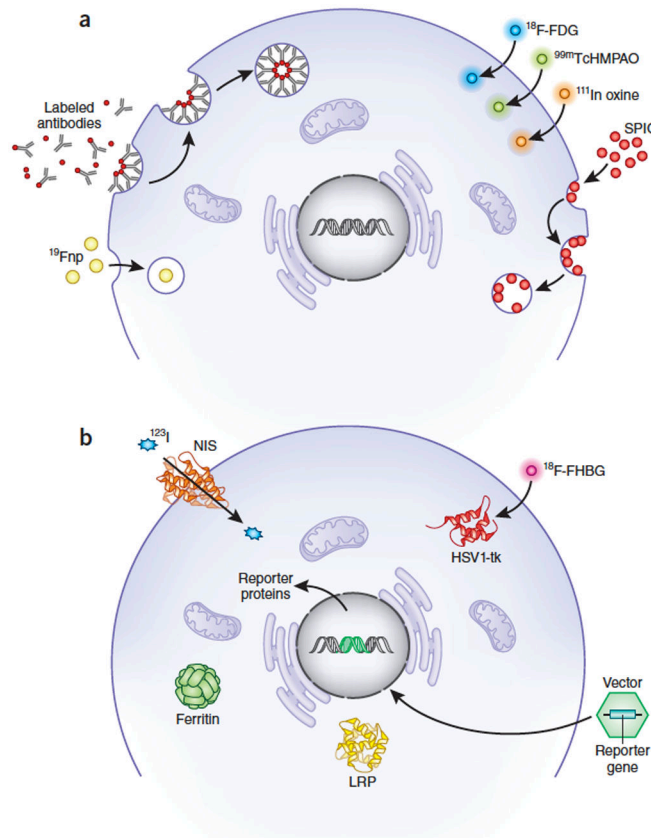 a
18F-FDG
99mTcHMPAO
111In oxine
Labeled
antibodies
SPIO
19Fnp
b
123I
NIS
18F-FHBG
HSV1-tk
Reporter
proteins
Ferritin
LRP
Vector
Reporter
gene